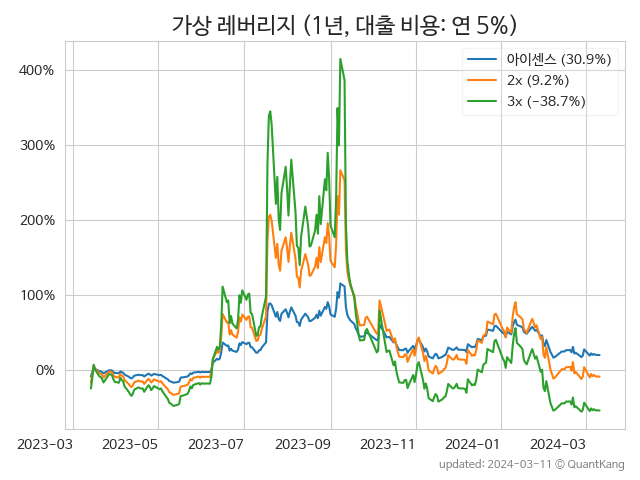 가상 레버리지 (1년, 대출 비용: 연 5%)
아이센스 (30.9%)
2x (9.2%)
3x (-38.7%)
400%
300%
200%
100%
0%
2023-03 2023-05 2023-07 2023-09 2023-11 2024-01 2024-03
updated: 2024-03-11 © QuantKang